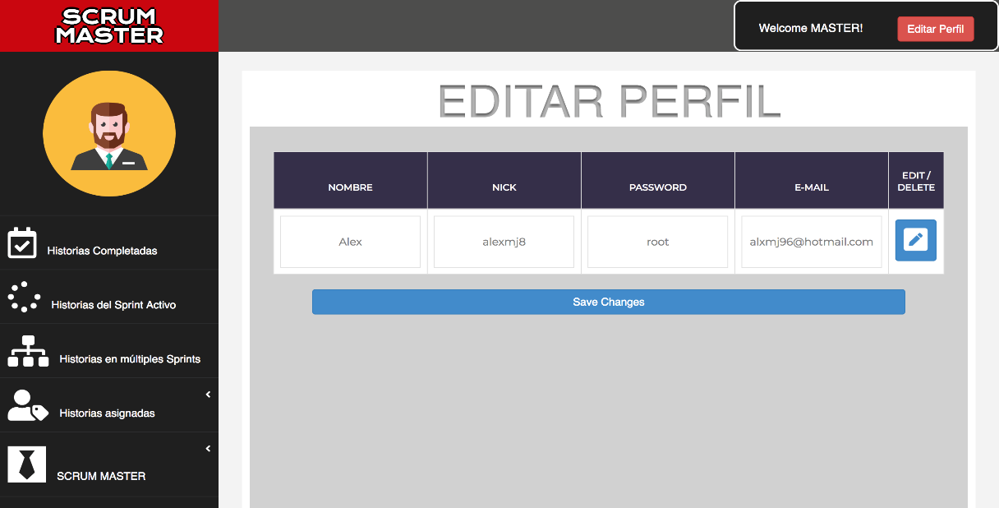 SCRUM
MASTER
Welcome MASTER!
Editar Perfil
Historias Completadas
Historias del Sprint Activo
Historias en múltiples Sprints
Historias asignadas
SCRUM MASTER
EDITAR PERFIL
NOMBRE
NICK
PASSWORD
E-MAIL
EDIT /
DELETE
Alex
alexmj8
root
alxmj96@hotmail.com
Save Changes